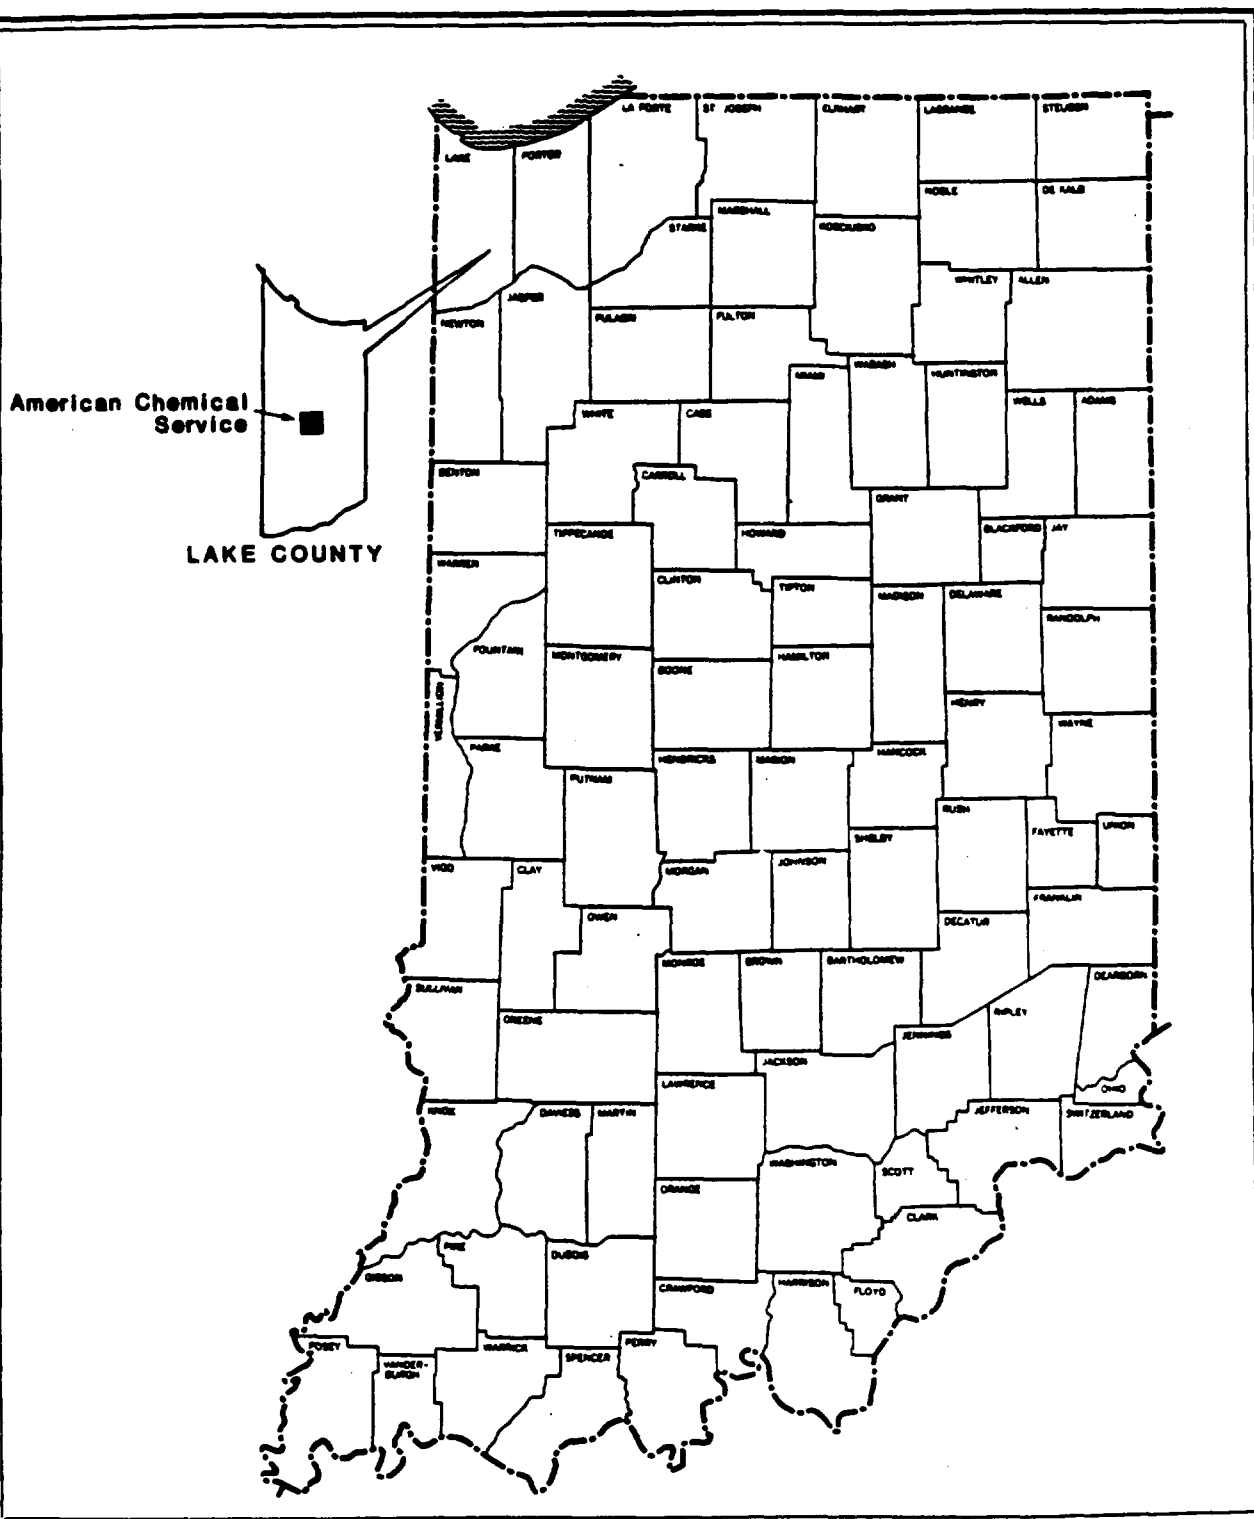 LA PORTE
ST JOSEPH
ELKHART
LAGRANGE
STEUBEN
LAKE
PORTER
NOBLE
DE KALB
STARKE
MARSHALL
KOSCIUSKO
WHITLEY
ALLEN
JASPER
NEWTON
PULASKI
FULTON
MIAMI
WABASH
HUNTINGTON
WELLS
ADAMS
American Chemical
Service
WHITE
CASS
BENTON
CARROLL
GRANT
BLACKFORD
JAY
TIPPECANOE
HOWARD
LAKE COUNTY
WARREN
CLINTON
TIPTON
MADISON
DELAWARE
RANDOLPH
FOUNTAIN
MONTGOMERY
BOONE
HAMILTON
VERMILLION
HENRY
WAYNE
PARKE
PUTNAM
HENDRICKS
MARION
HANCOCK
RUSH
FAYETTE
UNION
SHELBY
VIGO
CLAY
MORGAN
JOHNSON
FRANKLIN
OWEN
DECATUR
MONROE
BROWN
BARTHOLOMEW
DEARBORN
SULLIVAN
GREENE
RIPLEY
JENNINGS
JACKSON
LAWRENCE
OHIO
KNOX
DAVIESS
MARTIN
JEFFERSON
SWITZERLAND
WASHINGTON
SCOTT
ORANGE
CLARK
PIKE
DUBOIS
GIBSON
CRAWFORD
HARRISON
FLOYD
POSEY
VANDER-
BURGH
WARRICK
SPENCER
PERRY